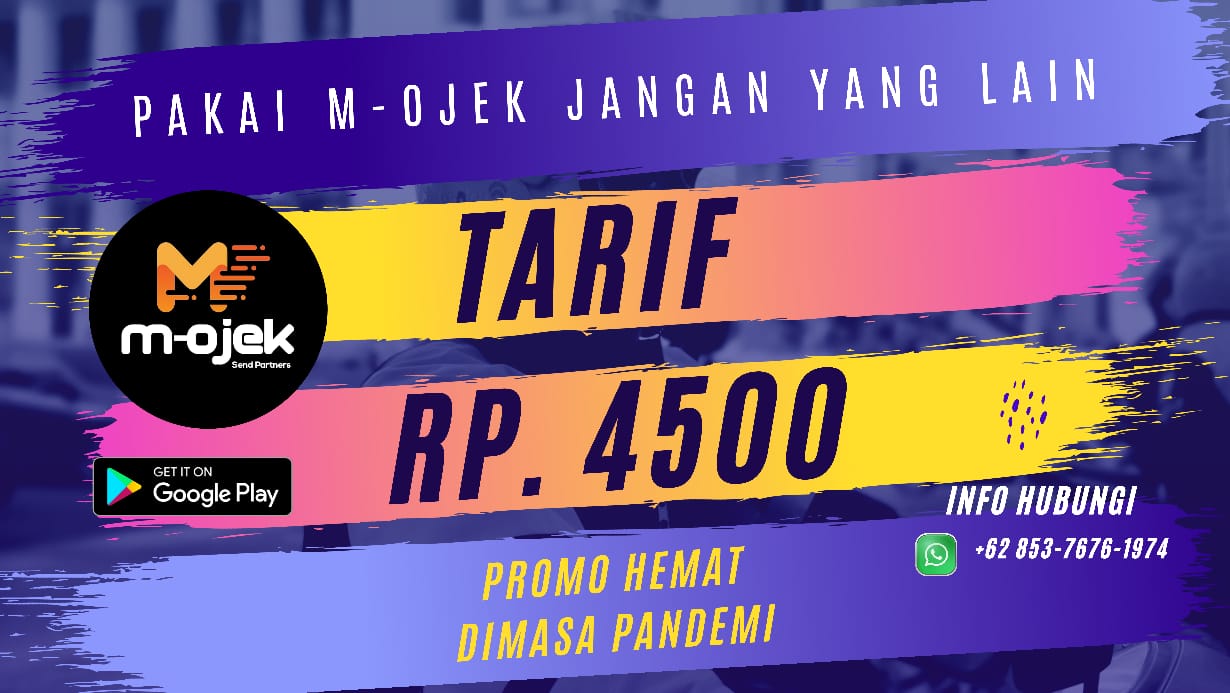 PAKAI M-OJEK JANGAN YANG LAIN
TARIF
m-ojek
Send Partners
RP. 4500
GET IT ON
Google Play
INFO HUBUNGI
+62 853-7676-1974
PROMO HEMAT
DIMASA PANDEMI